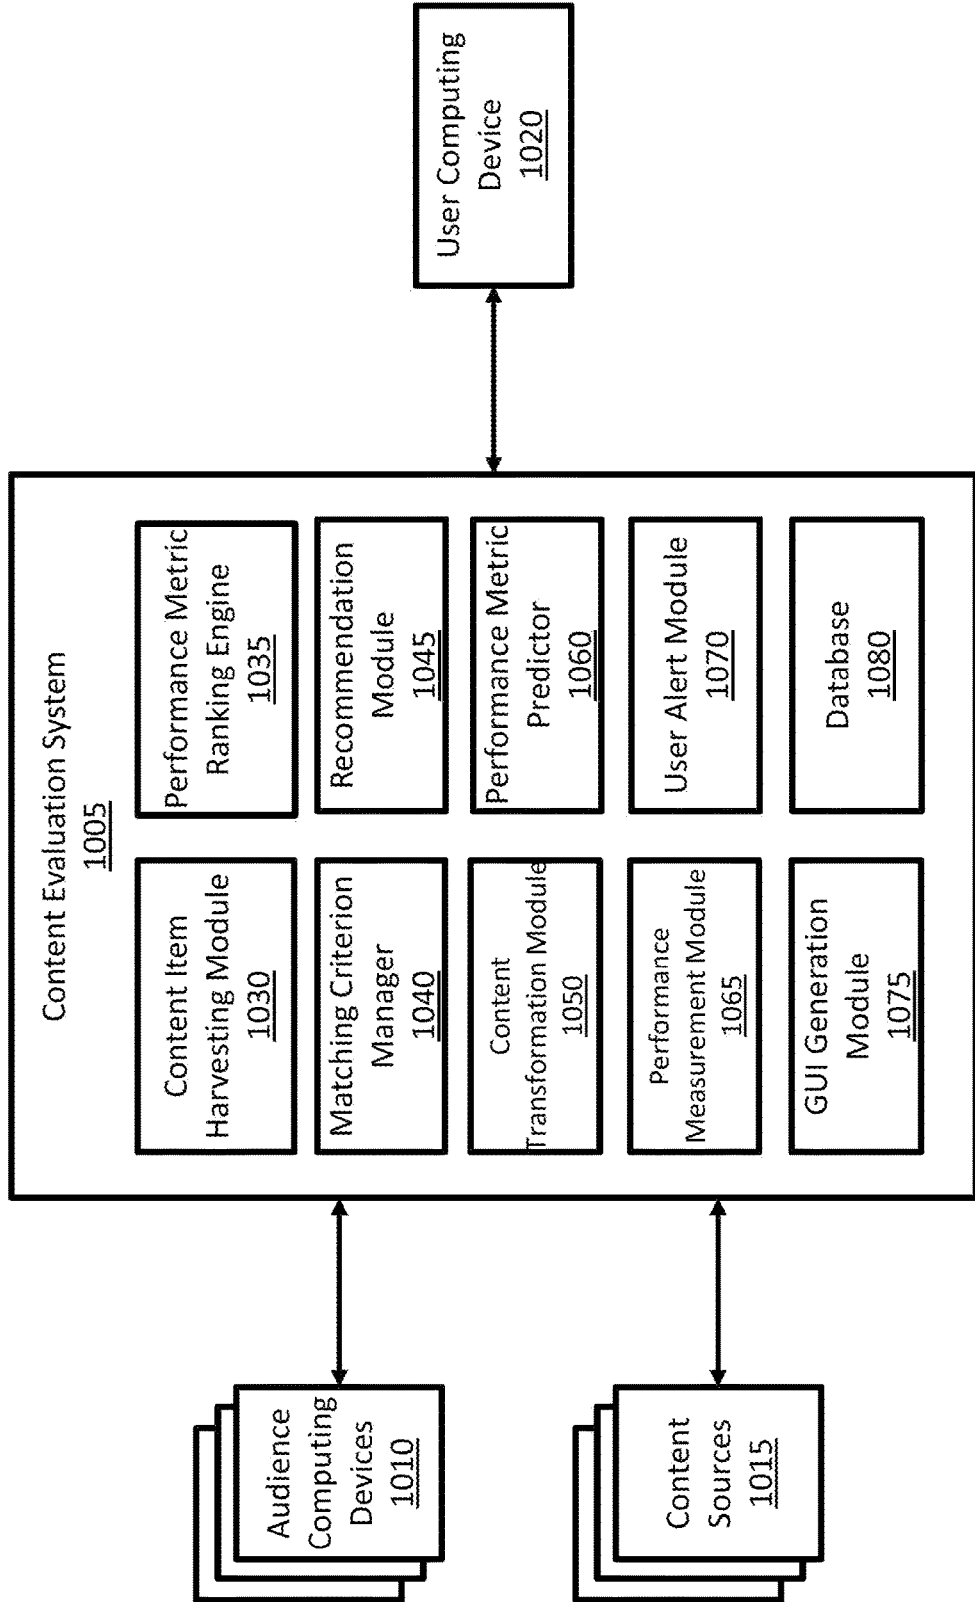 Content Evaluation System
1005
Audience
Computing
Devices
1010
Content
Sources
1015
Content Item
Harvesting Module
1030
Performance Metric
Ranking Engine
1035
Matching Criterion
Manager
1040
Recommendation
Module
1045
Content
Transformation Module
1050
Performance Metric
Predictor
1060
Performance
Measurement Module
1065
User Alert Module
1070
GUI Generation
Module
1075
Database
1080
User Computing
Device
1020